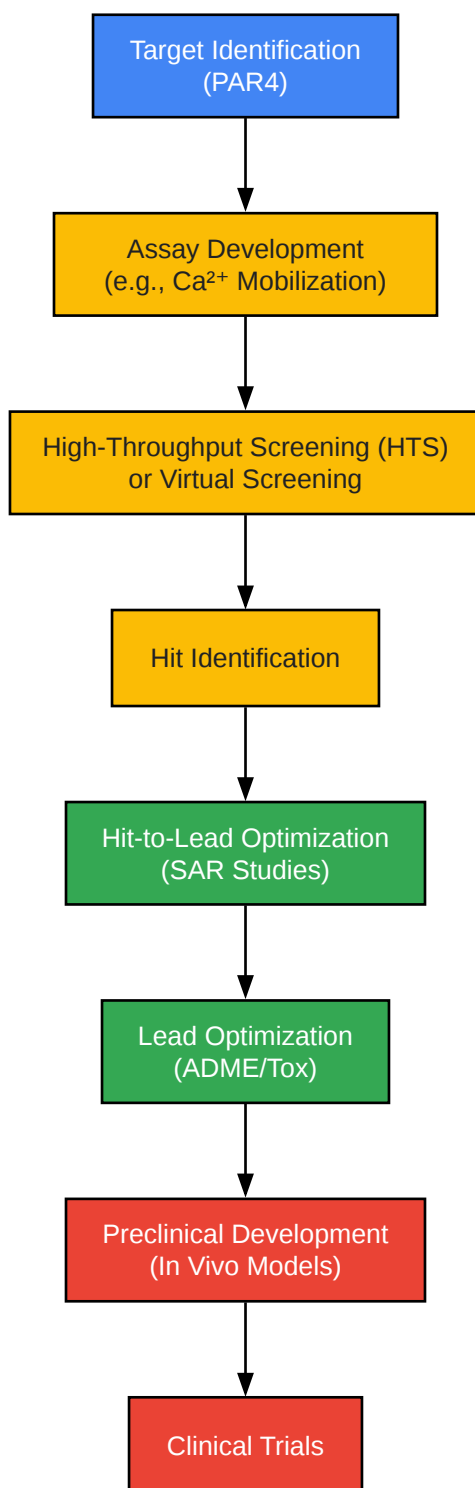 Target Identification
(PAR4)
Assay Development
(e.g., Ca²⁺ Mobilization)
High-Throughput Screening (HTS)
or Virtual Screening
Hit Identification
Hit-to-Lead Optimization
(SAR Studies)
Lead Optimization
(ADME/Tox)
Preclinical Development
(In Vivo Models)
Clinical Trials